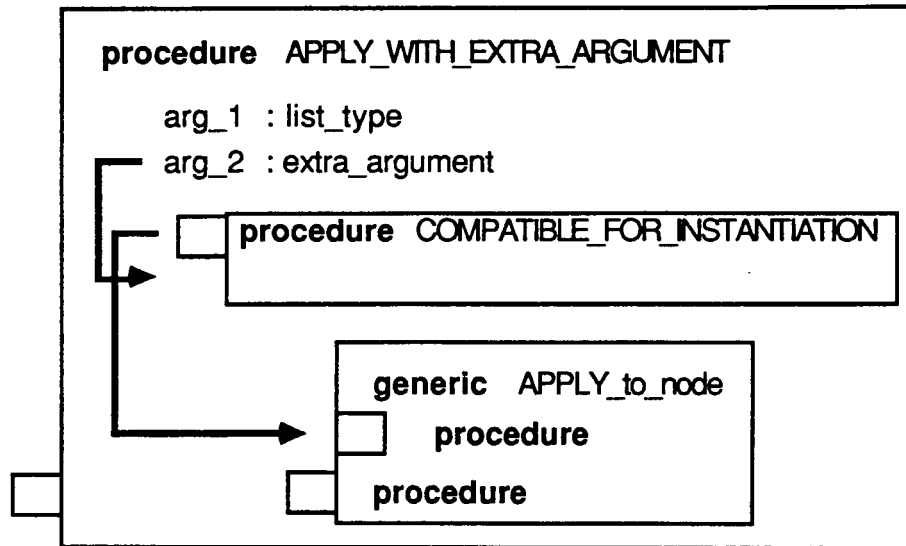 procedure APPLY_WITH_EXTRA_ARGUMENT
arg_1 : list_type
arg_2 : extra_argument
procedure COMPATIBLE_FOR_INSTANTIATION
generic APPLY_to_node
procedure
procedure